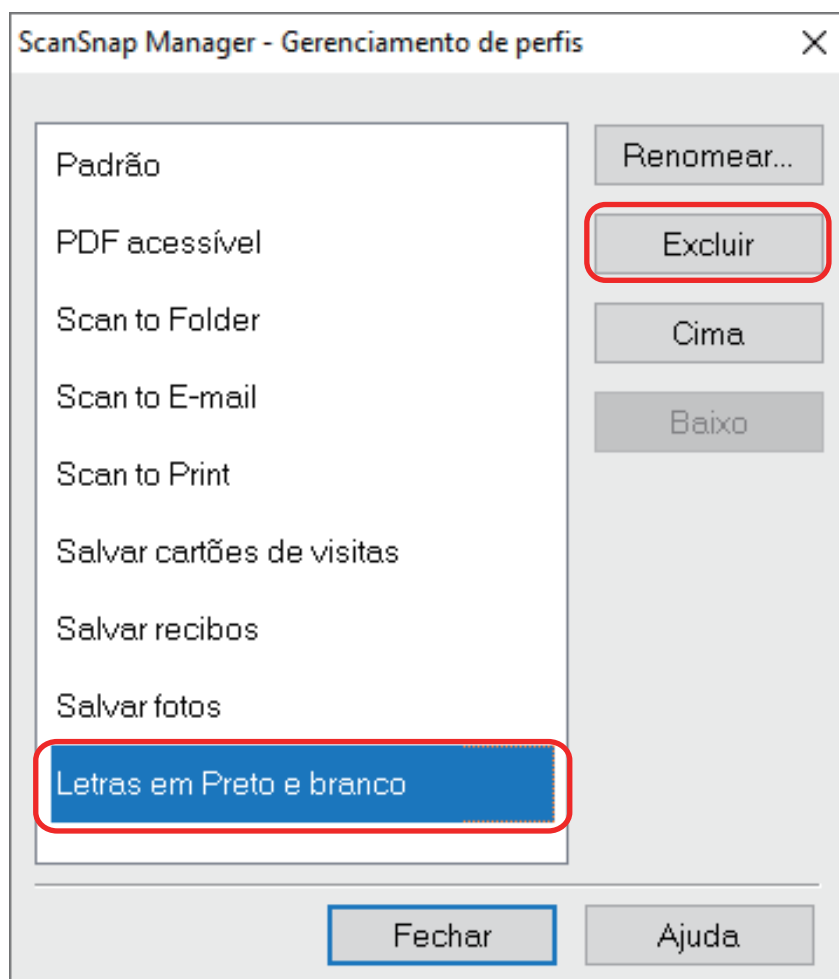 ScanSnap Manager - Gerenciamento de perfis
Padrão
PDF acessível
Scan to Folder
Scan to E-mail
Scan to Print
Salvar cartões de visitas
Salvar recibos
Salvar fotos
Letras em Preto e branco
Renomear...
Excluir
Cima
Baixo
Fechar
Ajuda